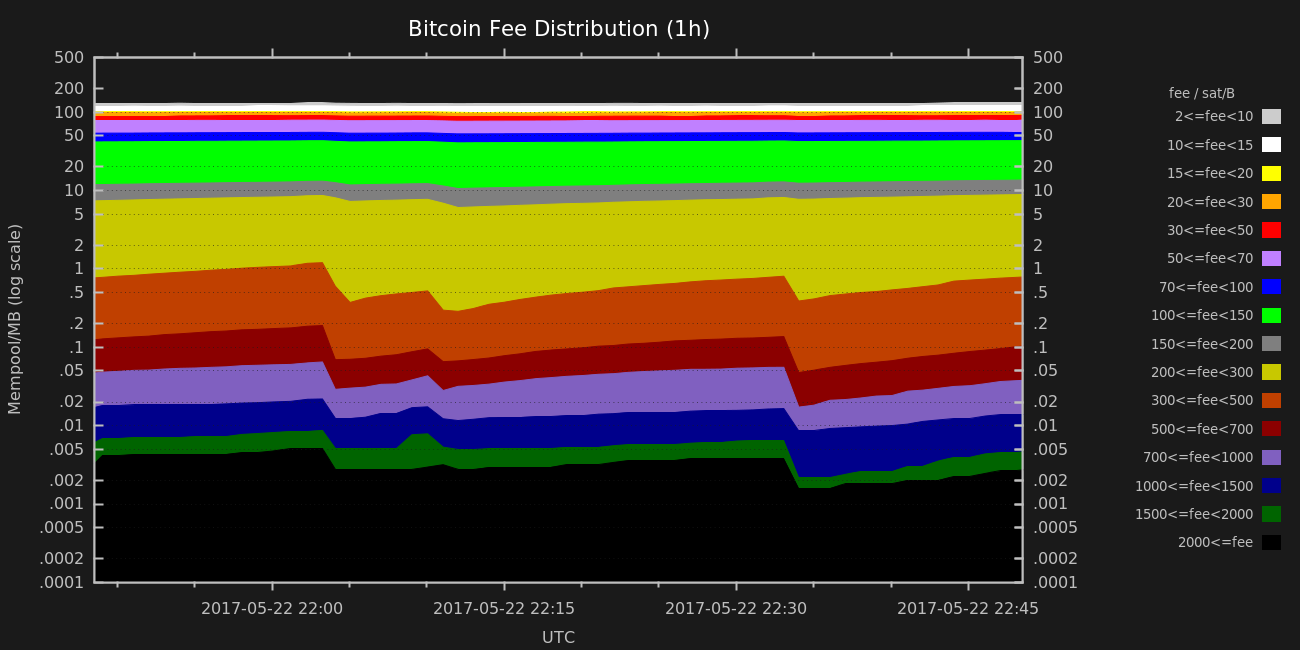 Bitcoin Fee Distribution (1h)
500
200
100
50
20
10
5
2
1
.5
.2
.1
.05
.02
.01
.005
.002
.001
.0005
.0002
.0001
Mempool/MB (log scale)
500
200
100
50
20
10
5
2
1
.5
.2
.1
.05
.02
.01
.005
.002
.001
.0005
.0002
.0001
2017-05-22 22:00
2017-05-22 22:15
2017-05-22 22:30
2017-05-22 22:45
UTC
fee / sat/B
2<=fee<10
10<=fee<15
15<=fee<20
20<=fee<30
30<=fee<50
50<=fee<70
70<=fee<100
100<=fee<150
150<=fee<200
200<=fee<300
300<=fee<500
500<=fee<700
700<=fee<1000
1000<=fee<1500
1500<=fee<2000
2000<=fee